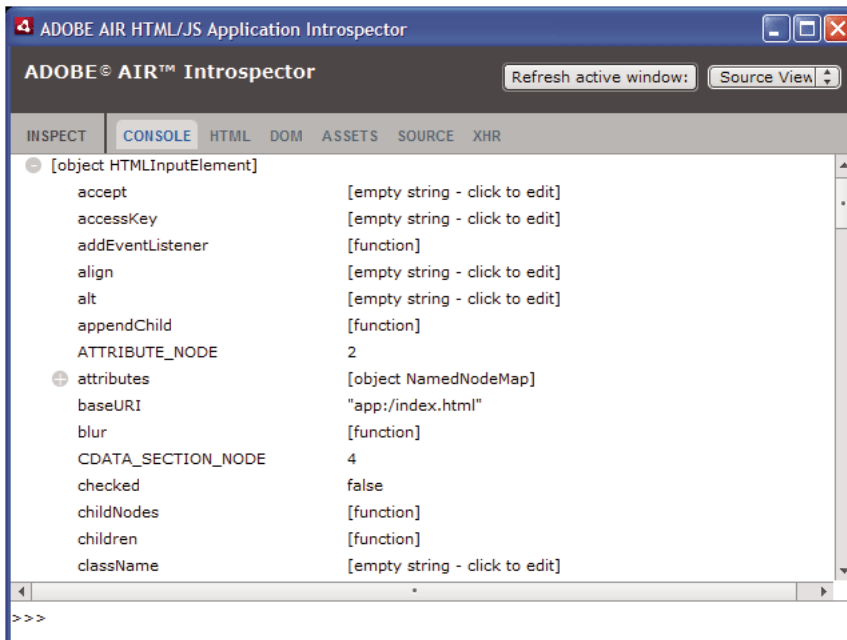 ADOBE AIR HTML/JS Application Introspector
ADOBE© AIR™ Introspector
Refresh active window:
Source View
INSPECT CONSOLE HTML DOM ASSETS SOURCE XHR
[object HTMLInputElement]
accept [empty string - click to edit]
accessKey [empty string - click to edit]
addEventListener [function]
align [empty string - click to edit]
alt [empty string - click to edit]
appendChild [function]
ATTRIBUTE_NODE 2
attributes [object NamedNodeMap]
baseURI "app:/index.html"
blur [function]
CDATA_SECTION_NODE 4
checked false
childNodes [function]
children [function]
className [empty string - click to edit]
>>>